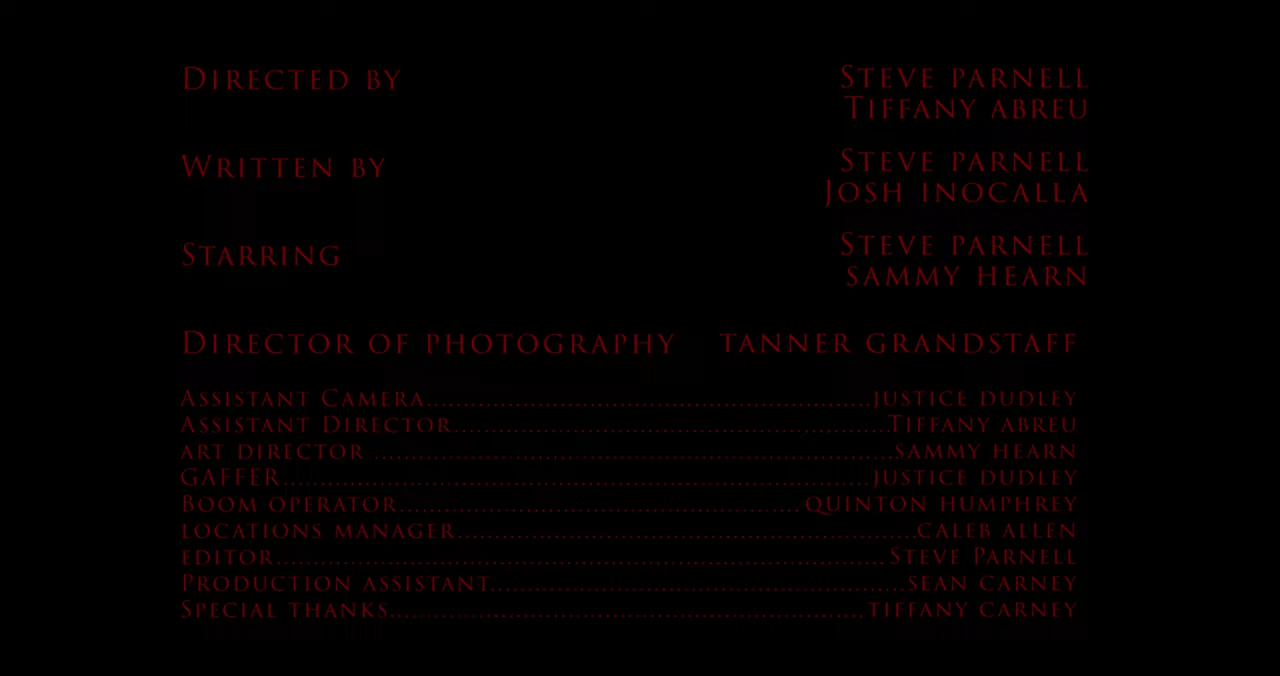 Directed by Steve Parnell
Tiffany Abreu
Written by Steve Parnell
Josh Inocalla
Starring Steve Parnell
Sammy Hearn
Director of Photography Tanner Grandstaff
Assistant Camera..........Justice Dudley
Assistant Director..........Tiffany Abreu
Art Director ..........Sammy Hearn
Gaffer..........Justice Dudley
Boom Operator..........Quinton Humphrey
Locations Manager..........Caleb Allen
Editor..........Steve Parnell
Production Assistant..........Sean Carney
Special Thanks..........Tiffany Carney